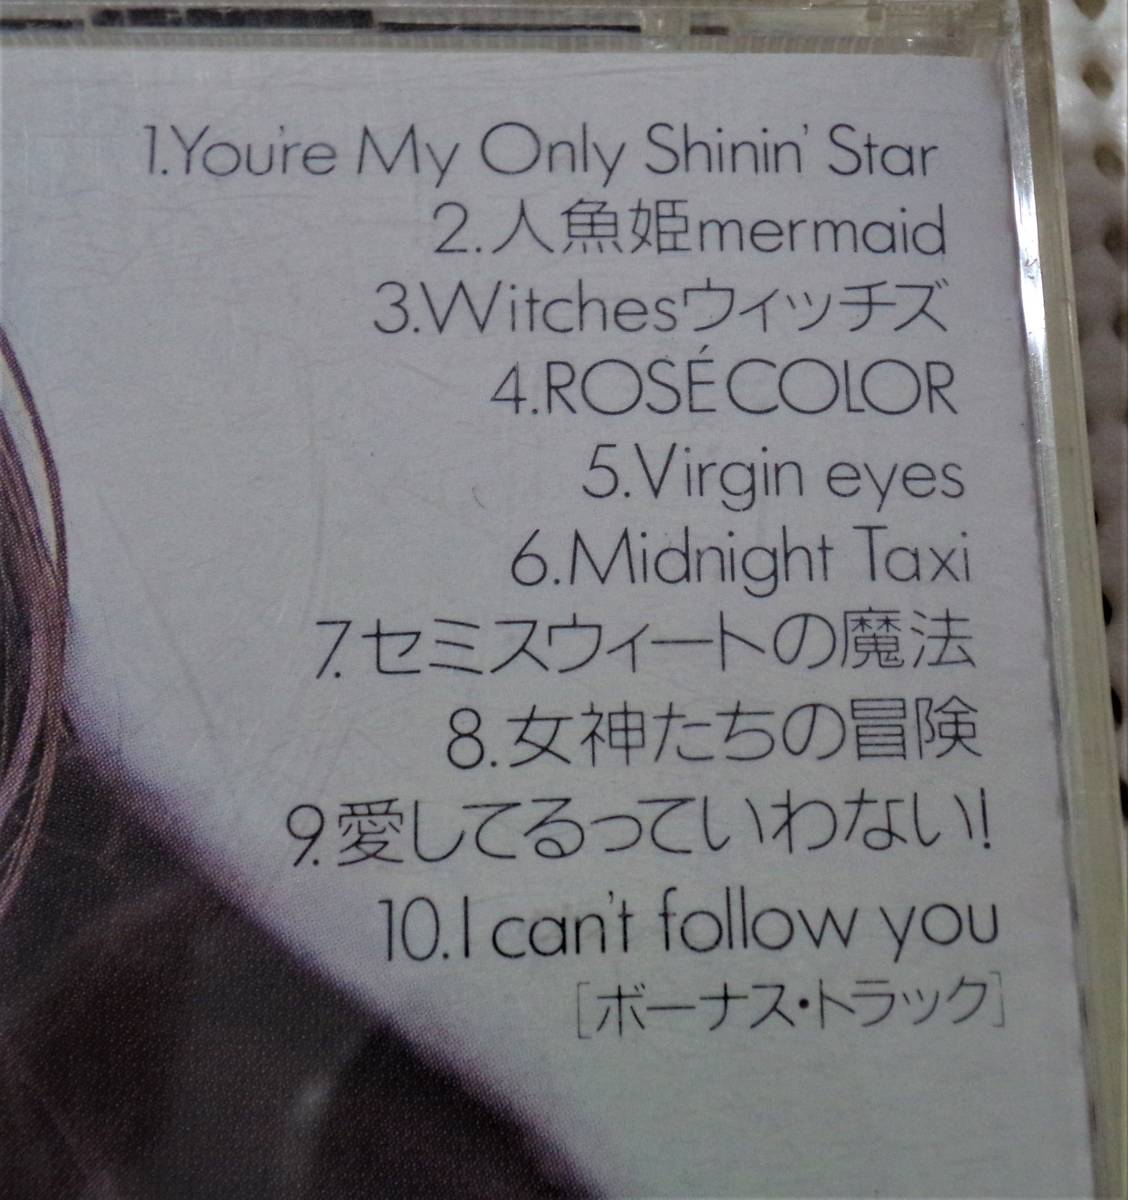 1.You're My Only Shinin' Star
2.人魚姫mermaid
3.Witchesウィッチズ
4.ROSÉCOLOR
5.Virgin eyes
6.Midnight Taxi
7.セミスウィートの魔法
8.女神たちの冒険
9.愛してるっていわない!
10.I can't follow you
[ボーナス・トラック]